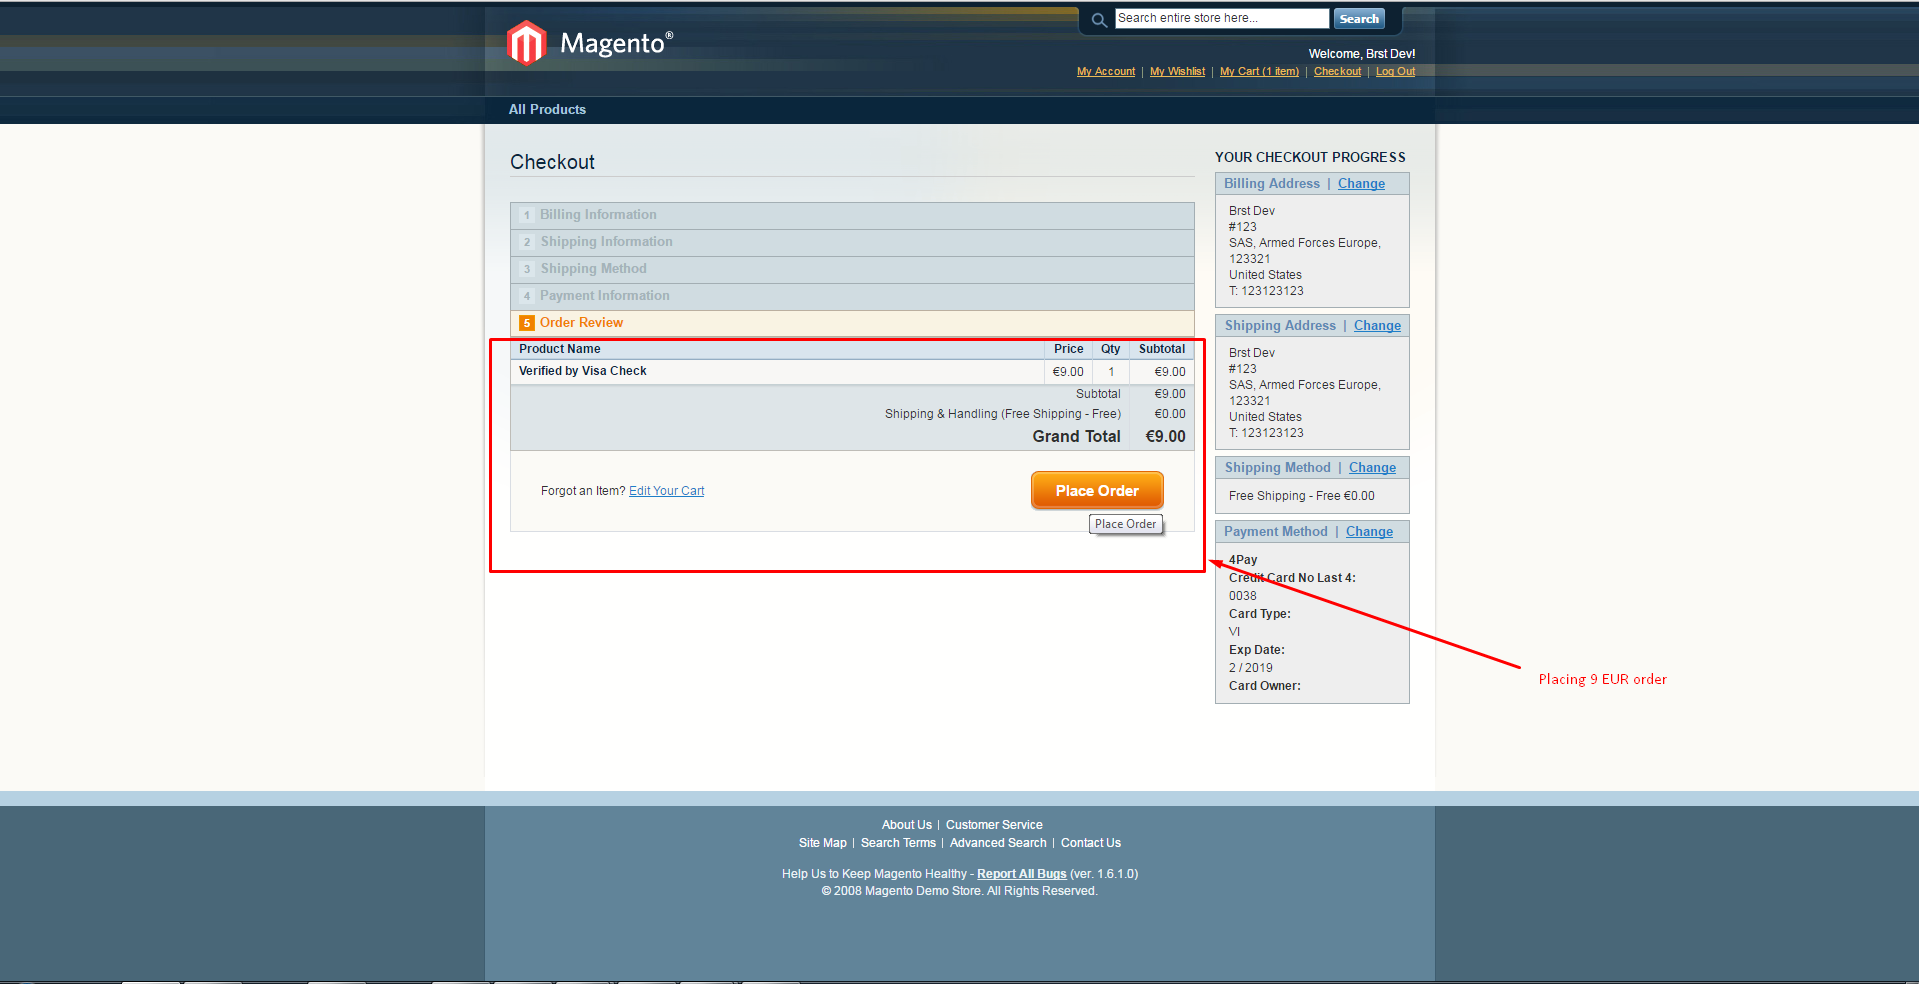 Search entire store here...
Search
Magento®
Welcome, Brst Dev!
My Account | My Wishlist | My Cart (1 item) | Checkout | Log Out
All Products
Checkout
1 Billing Information
2 Shipping Information
3 Shipping Method
4 Payment Information
5 Order Review
Product Name Price Qty Subtotal
Verified by Visa Check €9.00 1 €9.00
Subtotal €9.00
Shipping & Handling (Free Shipping - Free) €0.00
Grand Total €9.00
Forgot an Item? Edit Your Cart
Place Order
Place Order
YOUR CHECKOUT PROGRESS
Billing Address | Change
Brst Dev
#123
SAS, Armed Forces Europe,
123321
United States
T: 123123123
Shipping Address | Change
Brst Dev
#123
SAS, Armed Forces Europe,
123321
United States
T: 123123123
Shipping Method | Change
Free Shipping - Free €0.00
Payment Method | Change
4Pay
Credit Card No Last 4:
0038
Card Type:
VI
Exp Date:
2 / 2019
Card Owner:
Placing 9 EUR order
About Us | Customer Service
Site Map | Search Terms | Advanced Search | Contact Us
Help Us to Keep Magento Healthy - Report All Bugs (ver. 1.6.1.0)
© 2008 Magento Demo Store. All Rights Reserved.